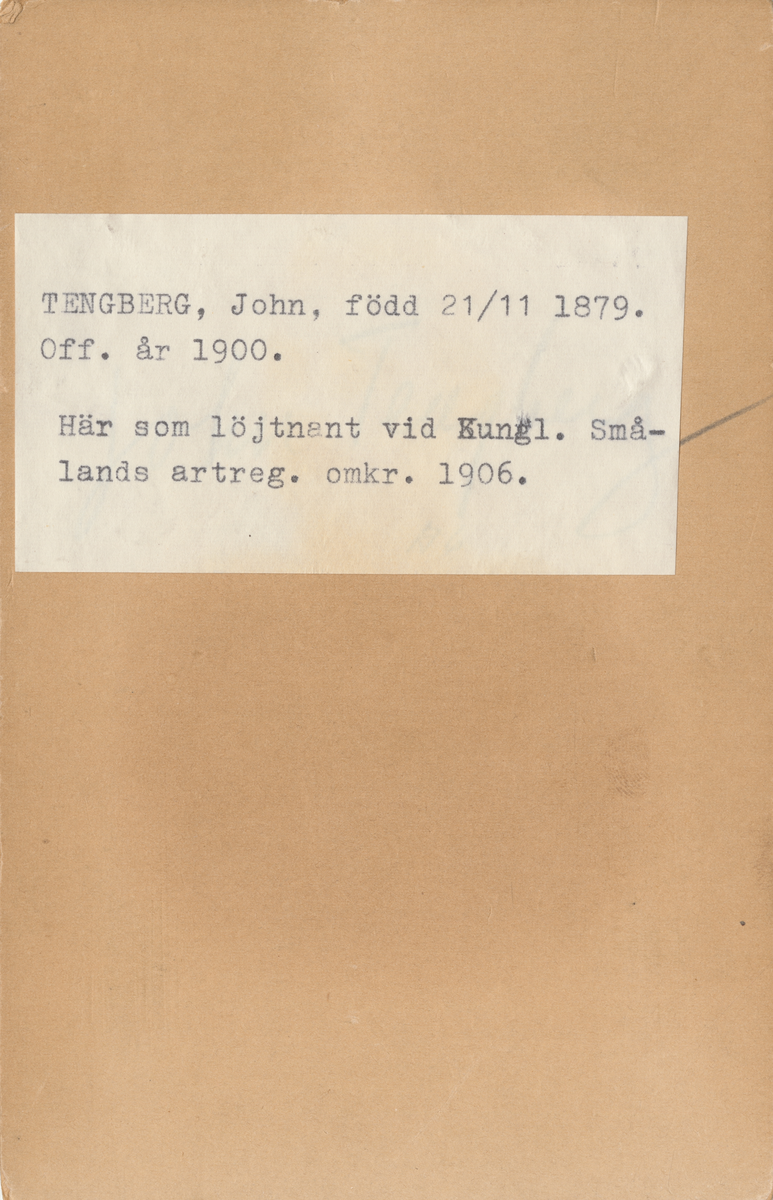 TENGBERG, John, född 21/11 1879.
Off. år 1900.
Här som löjtnant vid Kungl. Små-
lands artreg. omkr. 1906.